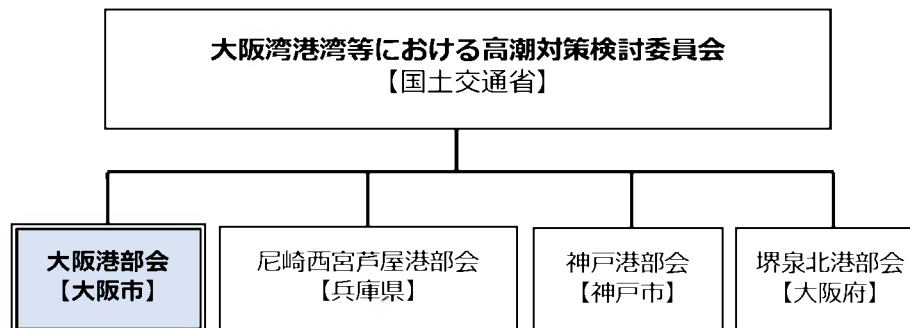 大阪湾港湾等における高潮対策検討委員会
【国土交通省】
大阪港部会
【大阪市】
尼崎西宮芦屋港部会
【兵庫県】
神戸港部会
【神戸市】
堺泉北港部会
【大阪府】